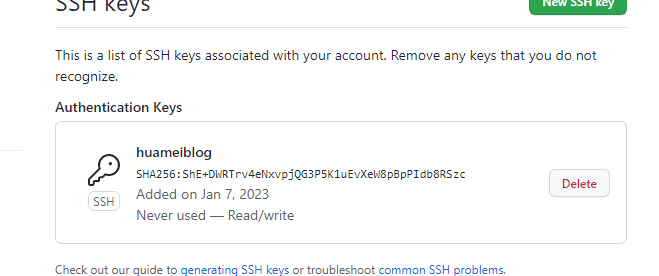 SSH keys
New SSH key
This is a list of SSH keys associated with your account. Remove any keys that you do not
recognize.
Authentication Keys
huameiblog
SHA256:ShE+DWRTrv4eNxvpjQG3P5K1uEvXeW8pBpPIdb8RSzc
SSH
Added on Jan 7, 2023
Never used — Read/write
Delete
Check out our guide to generating SSH keys or troubleshoot common SSH problems.